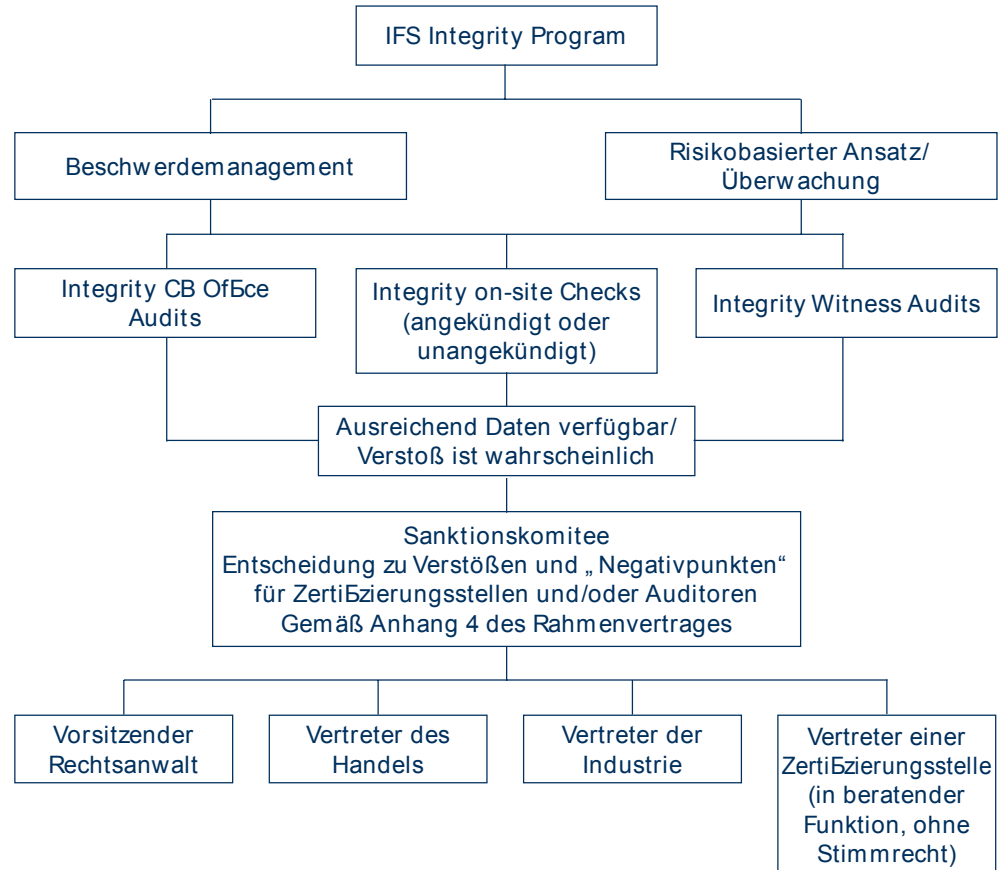 IFS Integrity Program
Beschwerdemanagement
Risikobasierter Ansatz/
Überwachung
Integrity CB OfБce
Audits
Integrity on-site Checks
(angekündigt oder
unangekündigt)
Integrity Witness Audits
Ausreichend Daten verfügbar/
Verstoß ist wahrscheinlich
Sanktionskomitee
Entscheidung zu Verstößen und „ Negativpunkten“
für ZertiБzierungsstellen und/oder Auditoren
Gemäß Anhang 4 des Rahmenvertrages
Vorsitzender
Rechtsanwalt
Vertreter des
Handels
Vertreter der
Industrie
Vertreter einer
ZertiБzierungsstelle
(in beratender
Funktion, ohne
Stimmrecht)